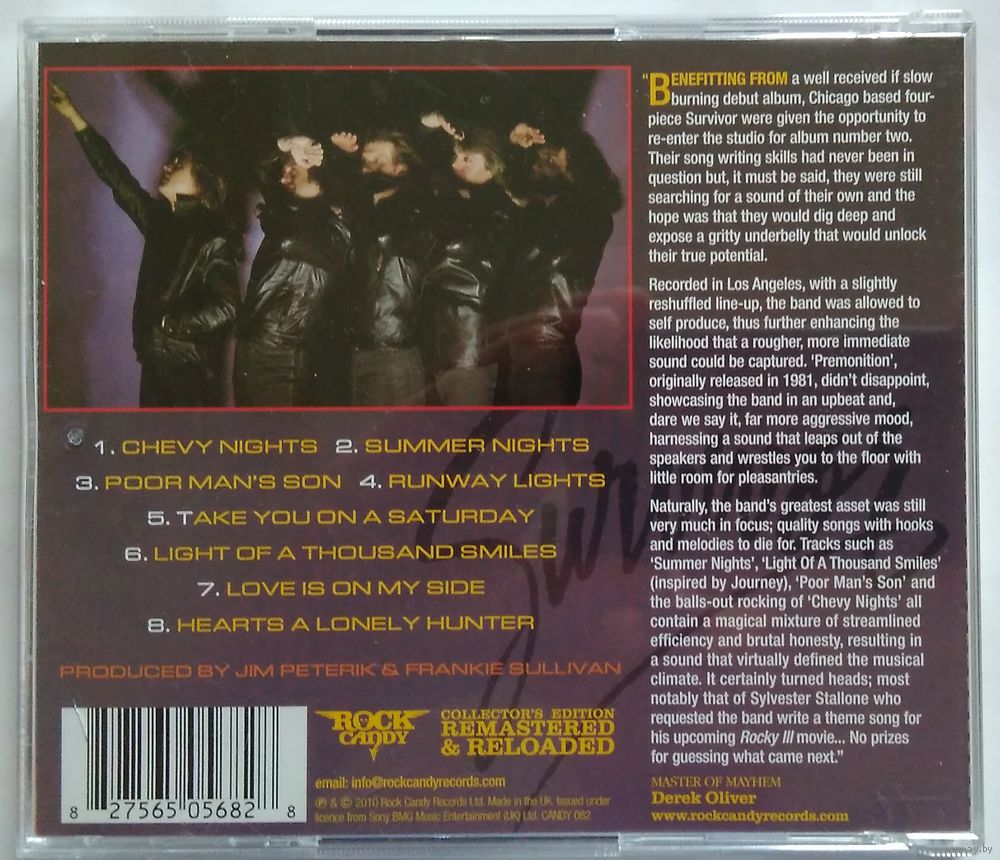 1. CHEVY NIGHTS 2. SUMMER NIGHTS
3. POOR MAN'S SON 4. RUNWAY LIGHTS
5. TAKE YOU ON A SATURDAY
6. LIGHT OF A THOUSAND SMILES
7. LOVE IS ON MY SIDE
8. HEARTS A LONELY HUNTER
PRODUCED BY JIM PETERIK & FRANKIE SULLIVAN
8 27565 05682 8
ROCK
CANDY
COLLECTOR'S EDITION
REMASTERED
& RELOADED
email: info@rockcandyrecords.com
℗ & © 2010 Rock Candy Records Ltd. Made in the UK. Issued under
licence from Sony BMG Music Entertainment (UK) Ltd. CANDY 082
"BENEFITTING FROM a well received if slow
burning debut album, Chicago based four-
piece Survivor were given the opportunity to
re-enter the studio for album number two.
Their song writing skills had never been in
question but, it must be said, they were still
searching for a sound of their own and the
hope was that they would dig deep and
expose a gritty underbelly that would unlock
their true potential.
Recorded in Los Angeles, with a slightly
reshuffled line-up, the band was allowed to
self produce, thus further enhancing the
likelihood that a rougher, more immediate
sound could be captured. 'Premonition',
originally released in 1981, didn't disappoint,
showcasing the band in an upbeat and,
dare we say it, far more aggressive mood,
harnessing a sound that leaps out of the
speakers and wrestles you to the floor with
little room for pleasantries.
Naturally, the band's greatest asset was still
very much in focus; quality songs with hooks
and melodies to die for. Tracks such as
'Summer Nights', 'Light Of A Thousand Smiles'
(inspired by Journey), 'Poor Man's Son' and
the balls-out rocking of 'Chevy Nights' all
contain a magical mixture of streamlined
efficiency and brutal honesty, resulting in
a sound that virtually defined the musical
climate. It certainly turned heads; most
notably that of Sylvester Stallone who
requested the band write a theme song for
his upcoming Rocky III movie... No prizes
for guessing what came next."
MASTER OF MAYHEM
Derek Oliver
www.rockcandyrecords.com
Survivor
www.ay.by